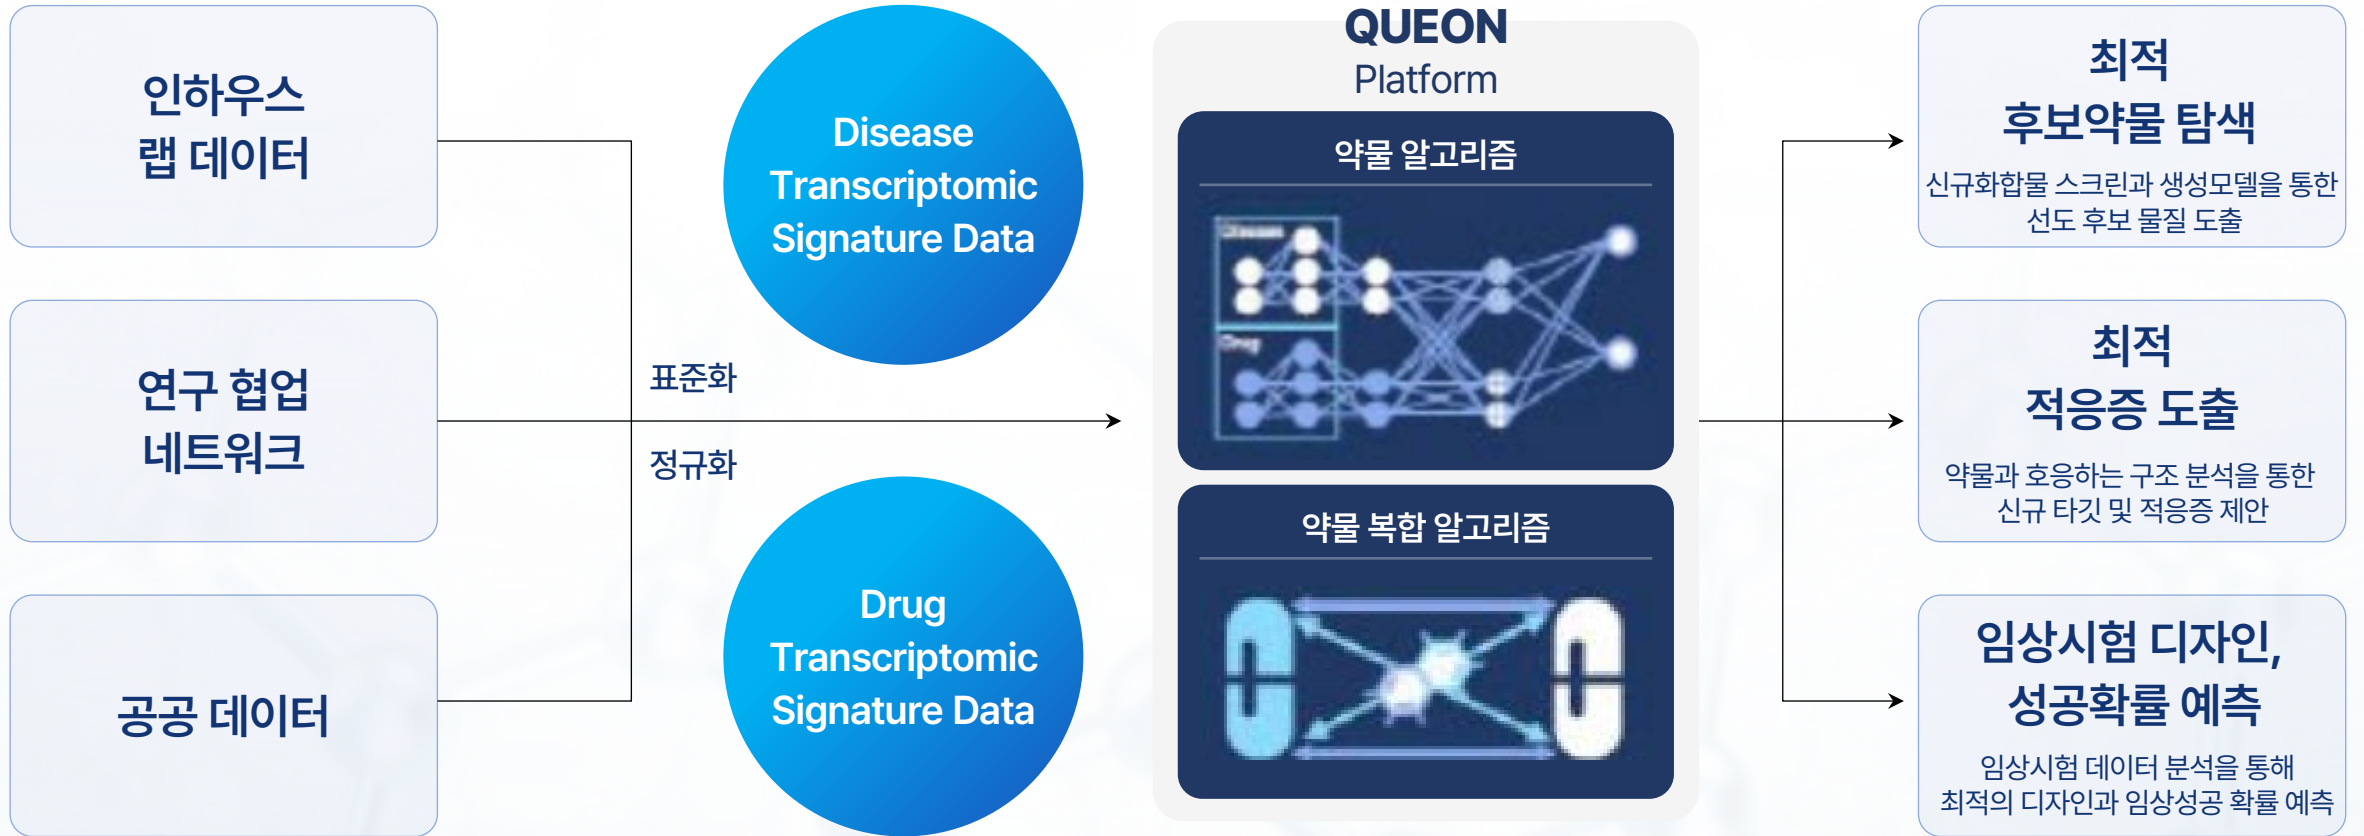 인하우스
랩 데이터
연구 협업
네트워크
공공 데이터
표준화
정규화
Disease
Transcriptomic
Signature Data
Drug
Transcriptomic
Signature Data
QUEON
Platform
약물 알고리즘
Disease
Drug
약물 복합 알고리즘
최적
후보약물 탐색
신규화합물 스크린과 생성모델을 통한
선도 후보 물질 도출
최적
적응증 도출
약물과 호응하는 구조 분석을 통한
신규 타깃 및 적응증 제안
임상시험 디자인,
성공확률 예측
임상시험 데이터 분석을 통해
최적의 디자인과 임상성공 확률 예측